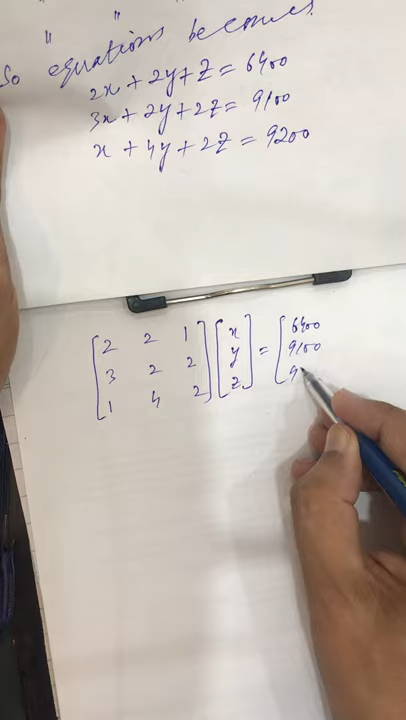 " " "
So equations becomes.
2x + 2y + z = 6400
3x + 2y + 2z = 9100
x + 4y + 2z = 9200
[2 2 1] [x] = [6400
[3 2 2] [y] = [9100
[1 4 2] [z] = [9